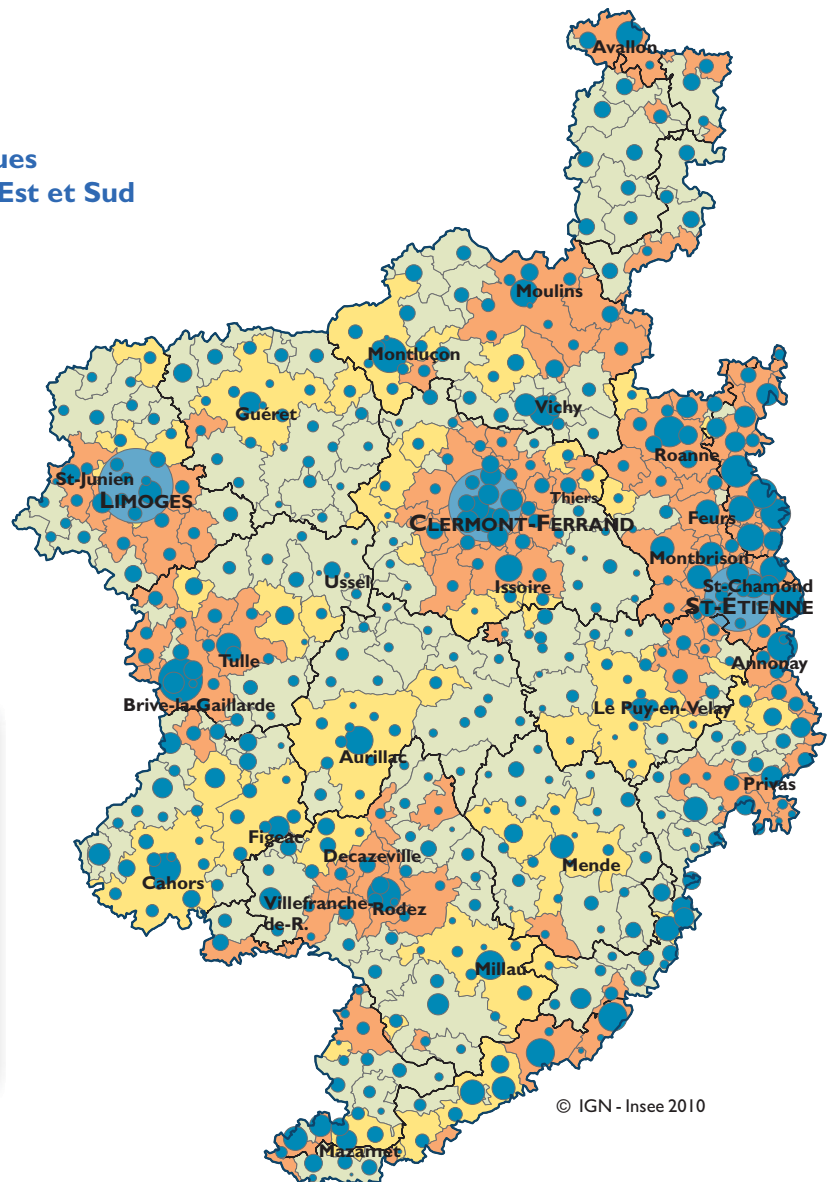 ues
Est et Sud
Avallon
Moulins
Montluçon
Guéret
Vichy
Roanne
St-Junien
LIMOGES
Thiers
CLERMONT-FERRAND
Feurs
Montbrison
Ussel
Issoire
St-Chamond
ST-ÉTIENNE
Tulle
Annonay
Brive-la-Gaillarde
Le Puy-en-Velay
Aurillac
Privas
Figeac
Decazeville
Mende
Cahors
Villefranche-
de-R.
Rodez
Millau
© IGN - Insee 2010
Mazamet